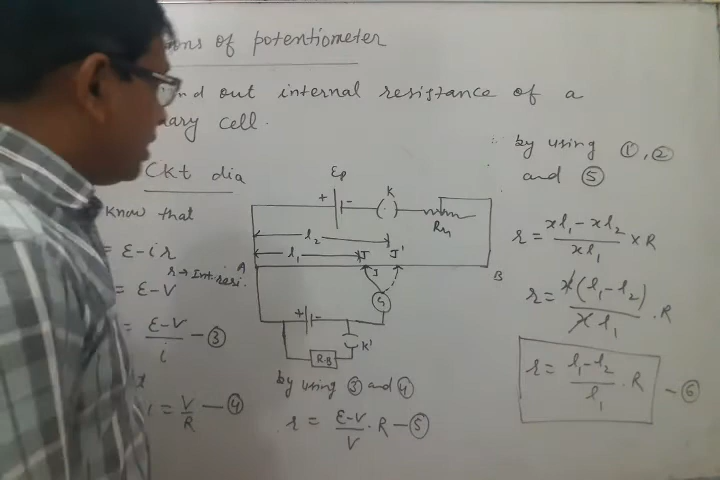 ons of potentiometer
nd out internal resistance of a
ary cell.
Ckt dia
know that
= E-ir
r → Int. resi.
= E-V
= E-V/i — ③
i = V/R — ④
Ep
+ -
K
Rh
l2
l1
J J'
A
J
B
G
+ -
K'
R.B
by using ③ and ④
r = E-V/V . R — ⑤
∴ by using ①, ②
and ⑤
r = xl1 - xl2/xl1 × R
r = x(l1 - l2)/x l1 . R
r = l1 - l2/l1 . R — ⑥